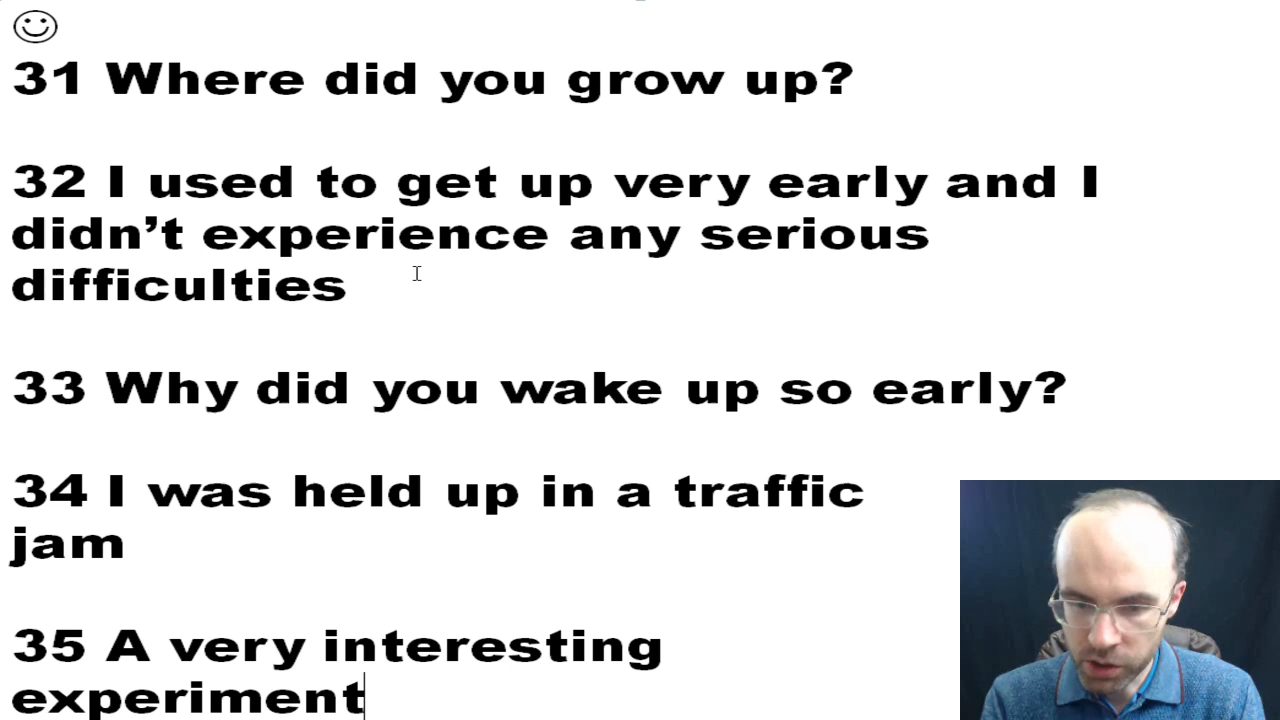 31 Where did you grow up?
32 I used to get up very early and I
didn’t experience any serious
difficulties
33 Why did you wake up so early?
34 I was held up in a traffic
jam
35 A very interesting
experiment